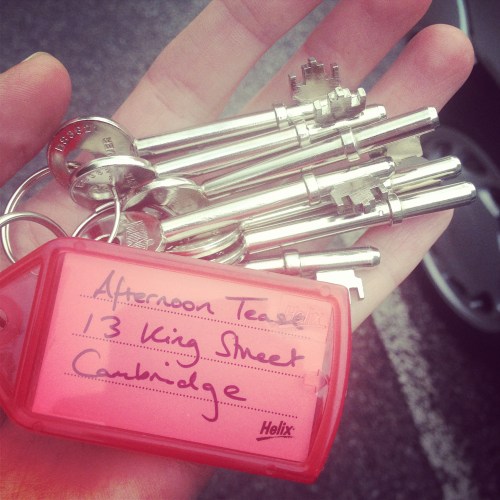 Afternoon Tease
13 King Street
Cambridge
Helix